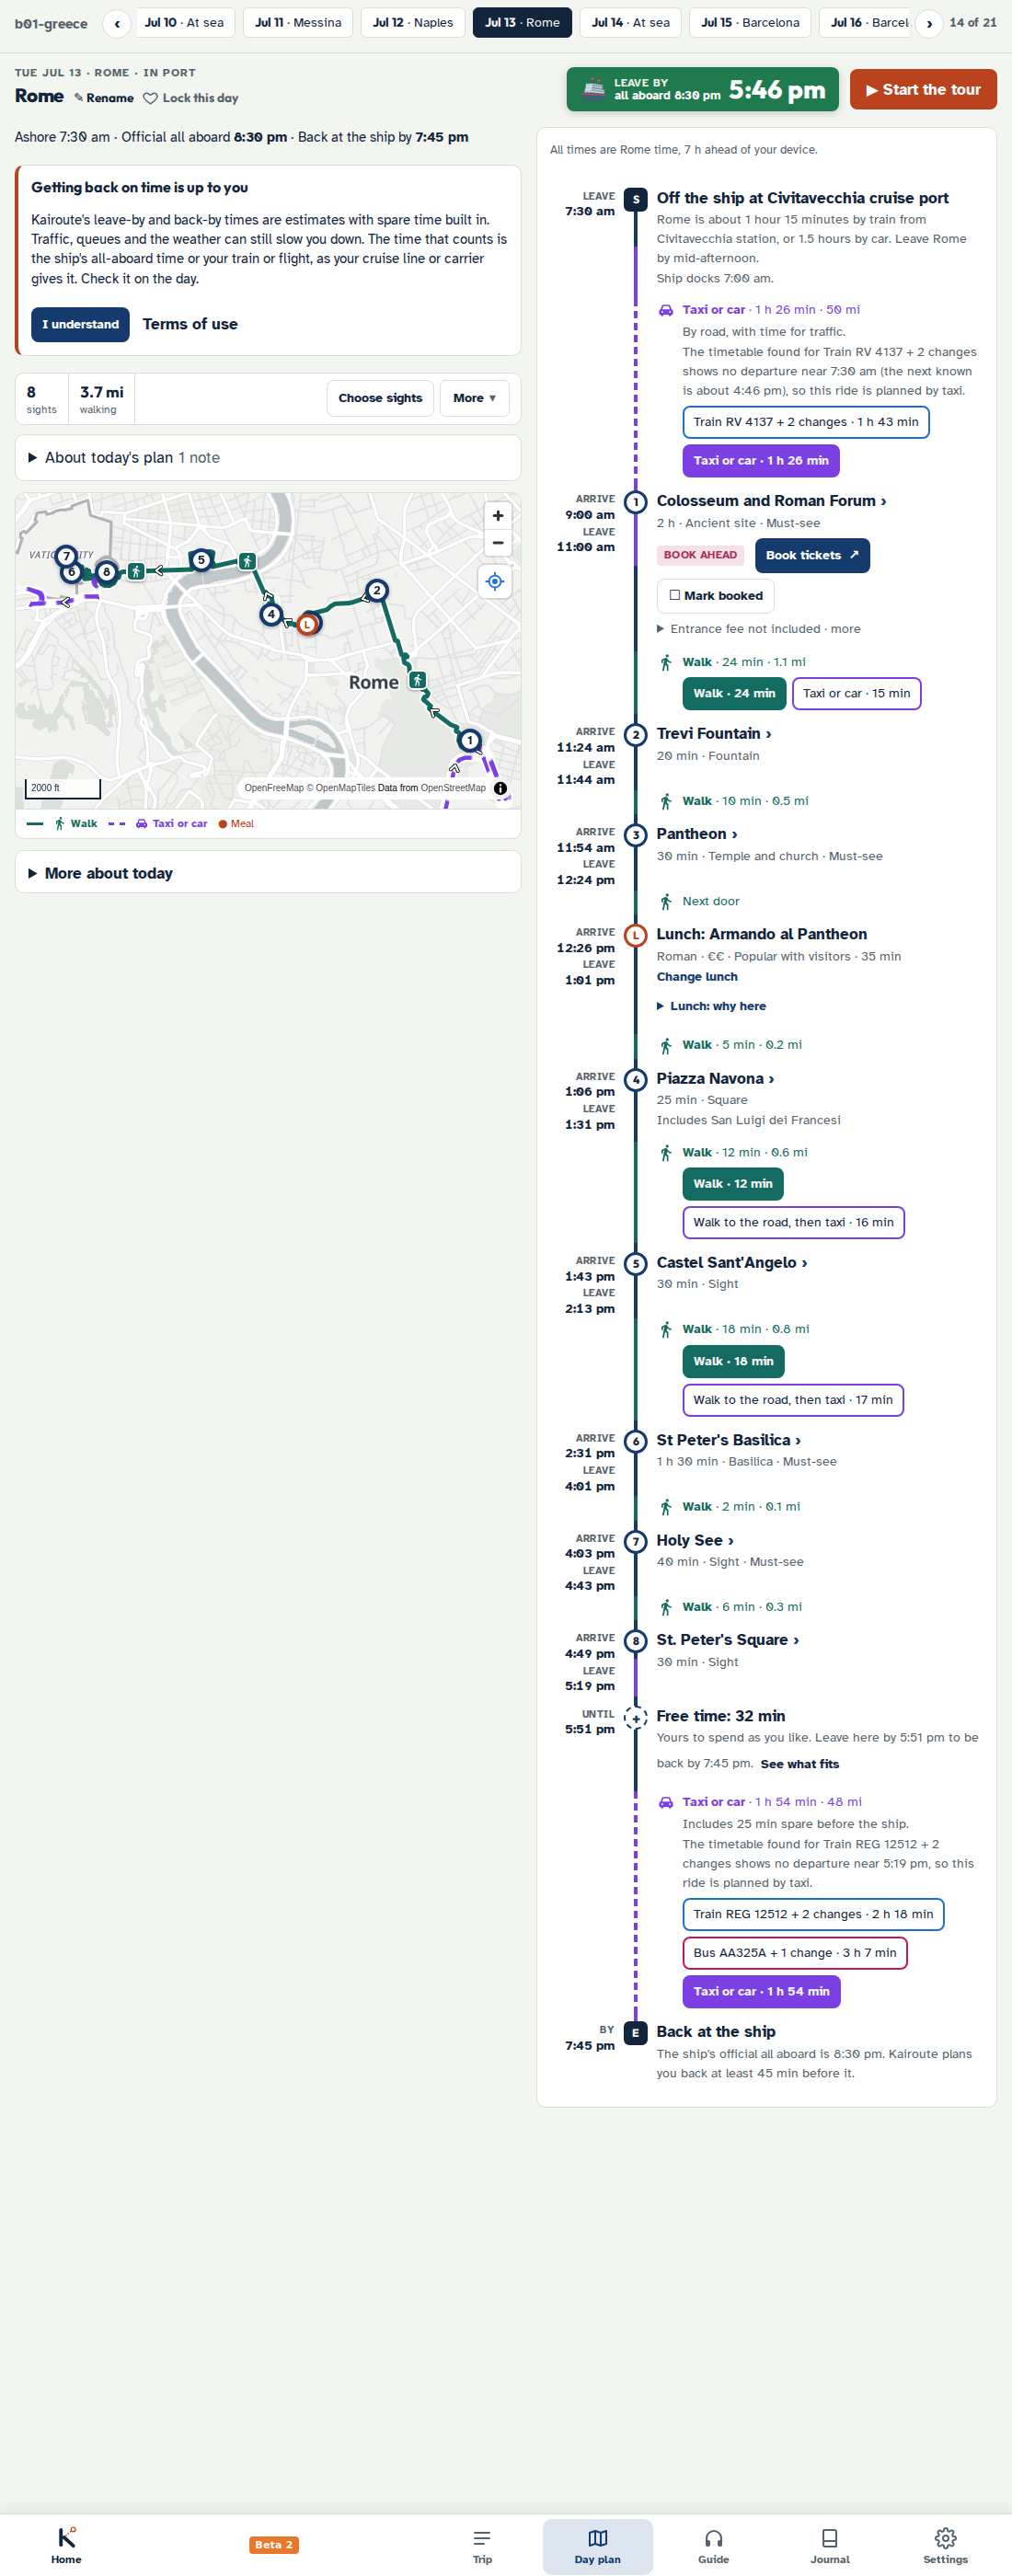 b01-greece
‹
Jul 10 · At sea
Jul 11 · Messina
Jul 12 · Naples
Jul 13 · Rome
Jul 14 · At sea
Jul 15 · Barcelona
Jul 16 · Barcel
›
14 of 21
TUE JUL 13 · ROME · IN PORT
Rome ✎ Rename Lock this day
LEAVE BY
all aboard 8:30 pm
5:46 pm
▶ Start the tour
Ashore 7:30 am · Official all aboard 8:30 pm · Back at the ship by 7:45 pm
Getting back on time is up to you
Kairoute's leave-by and back-by times are estimates with spare time built in.
Traffic, queues and the weather can still slow you down. The time that counts is
the ship's all-aboard time or your train or flight, as your cruise line or carrier
gives it. Check it on the day.
I understand
Terms of use
8
sights
3.7 mi
walking
Choose sights
More ▼
▶ About today's plan 1 note
VATIC
ITY
7
6
8
5
4
L
2
Rome
1
+
−
2000 ft
OpenFreeMap © OpenMapTiles Data from OpenStreetMap
Walk
Taxi or car
Meal
▶ More about today
All times are Rome time, 7 h ahead of your device.
LEAVE
7:30 am
S
Off the ship at Civitavecchia cruise port
Rome is about 1 hour 15 minutes by train from
Civitavecchia station, or 1.5 hours by car. Leave Rome
by mid-afternoon.
Ship docks 7:00 am.
Taxi or car · 1 h 26 min · 50 mi
By road, with time for traffic.
The timetable found for Train RV 4137 + 2 changes
shows no departure near 7:30 am (the next known
is about 4:46 pm), so this ride is planned by taxi.
Train RV 4137 + 2 changes · 1 h 43 min
Taxi or car · 1 h 26 min
ARRIVE
9:00 am
LEAVE
11:00 am
1
Colosseum and Roman Forum ›
2 h · Ancient site · Must-see
BOOK AHEAD
Book tickets ↗
☐ Mark booked
▶ Entrance fee not included · more
Walk · 24 min · 1.1 mi
Walk · 24 min
Taxi or car · 15 min
ARRIVE
11:24 am
LEAVE
11:44 am
2
Trevi Fountain ›
20 min · Fountain
Walk · 10 min · 0.5 mi
ARRIVE
11:54 am
LEAVE
12:24 pm
3
Pantheon ›
30 min · Temple and church · Must-see
Next door
ARRIVE
12:26 pm
LEAVE
1:01 pm
L
Lunch: Armando al Pantheon
Roman · €€ · Popular with visitors · 35 min
Change lunch
▶ Lunch: why here
Walk · 5 min · 0.2 mi
ARRIVE
1:06 pm
LEAVE
1:31 pm
4
Piazza Navona ›
25 min · Square
Includes San Luigi dei Francesi
Walk · 12 min · 0.6 mi
Walk · 12 min
Walk to the road, then taxi · 16 min
ARRIVE
1:43 pm
LEAVE
2:13 pm
5
Castel Sant'Angelo ›
30 min · Sight
Walk · 18 min · 0.8 mi
Walk · 18 min
Walk to the road, then taxi · 17 min
ARRIVE
2:31 pm
LEAVE
4:01 pm
6
St Peter's Basilica ›
1 h 30 min · Basilica · Must-see
Walk · 2 min · 0.1 mi
ARRIVE
4:03 pm
LEAVE
4:43 pm
7
Holy See ›
40 min · Sight · Must-see
Walk · 6 min · 0.3 mi
ARRIVE
4:49 pm
LEAVE
5:19 pm
8
St. Peter's Square ›
30 min · Sight
UNTIL
5:51 pm
+
Free time: 32 min
Yours to spend as you like. Leave here by 5:51 pm to be
back by 7:45 pm. See what fits
Taxi or car · 1 h 54 min · 48 mi
Includes 25 min spare before the ship.
The timetable found for Train REG 12512 + 2
changes shows no departure near 5:19 pm, so this
ride is planned by taxi.
Train REG 12512 + 2 changes · 2 h 18 min
Bus AA325A + 1 change · 3 h 7 min
Taxi or car · 1 h 54 min
BY
7:45 pm
E
Back at the ship
The ship's official all aboard is 8:30 pm. Kairoute plans
you back at least 45 min before it.
Home
Beta 2
Trip
Day plan
Guide
Journal
Settings